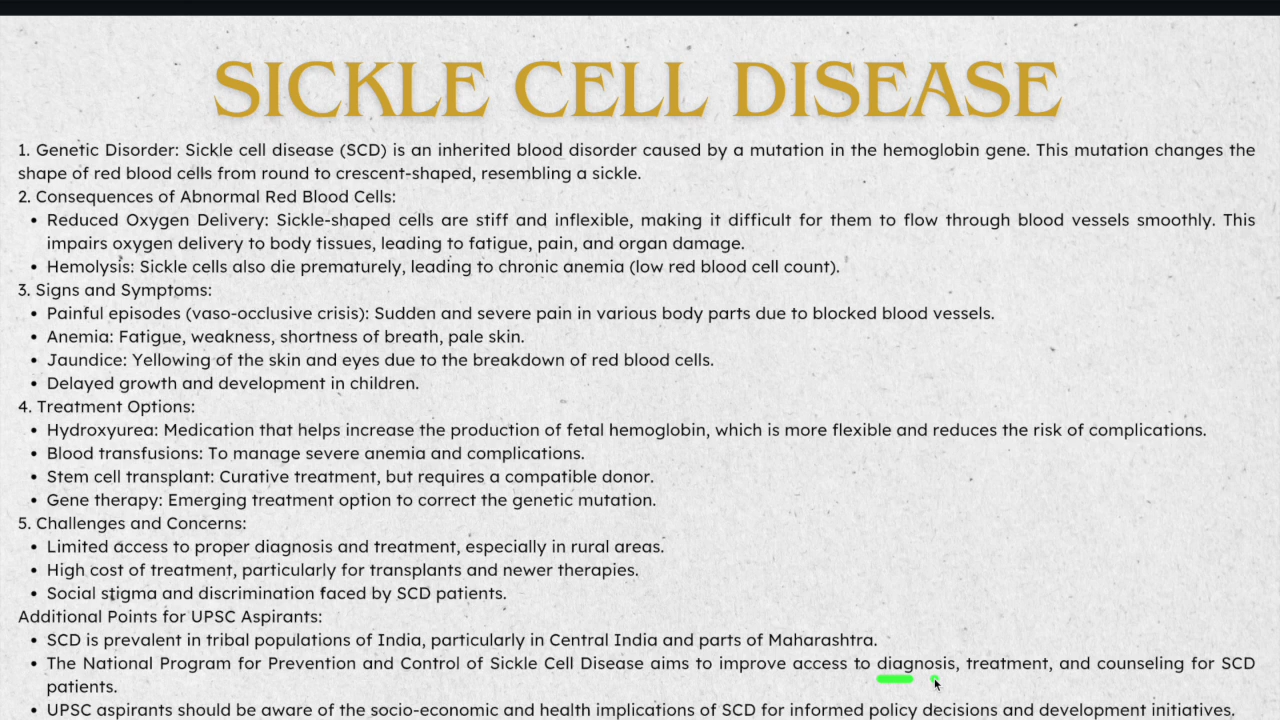 SICKLE CELL DISEASE
1. Genetic Disorder: Sickle cell disease (SCD) is an inherited blood disorder caused by a mutation in the hemoglobin gene. This mutation changes the
shape of red blood cells from round to crescent-shaped, resembling a sickle.
2. Consequences of Abnormal Red Blood Cells:
• Reduced Oxygen Delivery: Sickle-shaped cells are stiff and inflexible, making it difficult for them to flow through blood vessels smoothly. This
impairs oxygen delivery to body tissues, leading to fatigue, pain, and organ damage.
• Hemolysis: Sickle cells also die prematurely, leading to chronic anemia (low red blood cell count).
3. Signs and Symptoms:
• Painful episodes (vaso-occlusive crisis): Sudden and severe pain in various body parts due to blocked blood vessels.
• Anemia: Fatigue, weakness, shortness of breath, pale skin.
• Jaundice: Yellowing of the skin and eyes due to the breakdown of red blood cells.
• Delayed growth and development in children.
4. Treatment Options:
• Hydroxyurea: Medication that helps increase the production of fetal hemoglobin, which is more flexible and reduces the risk of complications.
• Blood transfusions: To manage severe anemia and complications.
• Stem cell transplant: Curative treatment, but requires a compatible donor.
• Gene therapy: Emerging treatment option to correct the genetic mutation.
5. Challenges and Concerns:
• Limited access to proper diagnosis and treatment, especially in rural areas.
• High cost of treatment, particularly for transplants and newer therapies.
• Social stigma and discrimination faced by SCD patients.
Additional Points for UPSC Aspirants:
• SCD is prevalent in tribal populations of India, particularly in Central India and parts of Maharashtra.
• The National Program for Prevention and Control of Sickle Cell Disease aims to improve access to diagnosis, treatment, and counseling for SCD
patients.
• UPSC aspirants should be aware of the socio-economic and health implications of SCD for informed policy decisions and development initiatives.